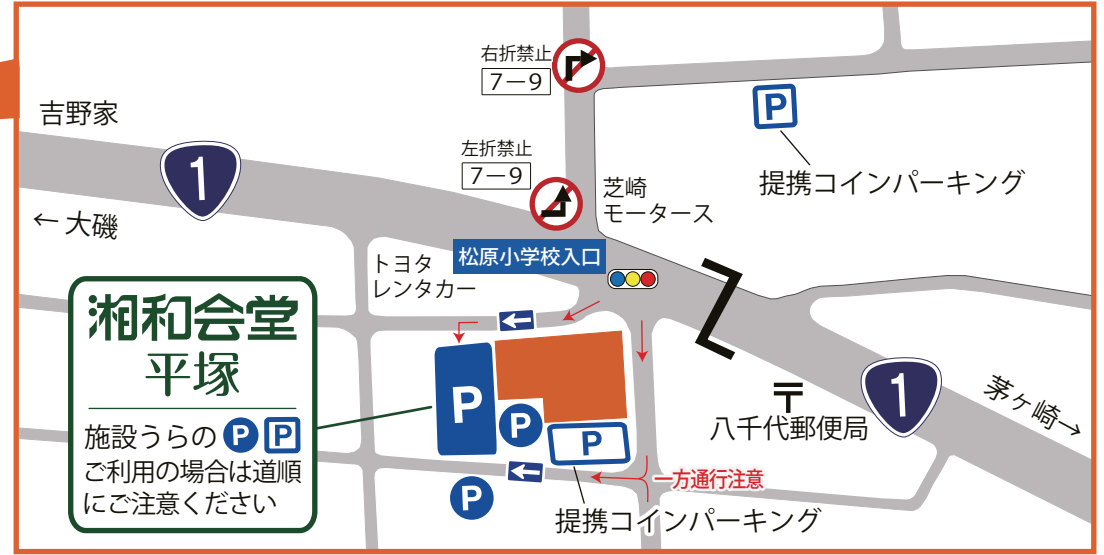 右折禁止
7－9
吉野家
1
P
左折禁止
7－9
芝崎
モータース
提携コインパーキング
← 大磯
松原小学校入口
トヨタ
レンタカー
湘和会堂
平塚
施設うらの P P
ご利用の場合は道順
にご注意ください
P
P
P
P
〒
八千代郵便局
1
茅ヶ崎→
一方通行注意
提携コインパーキング